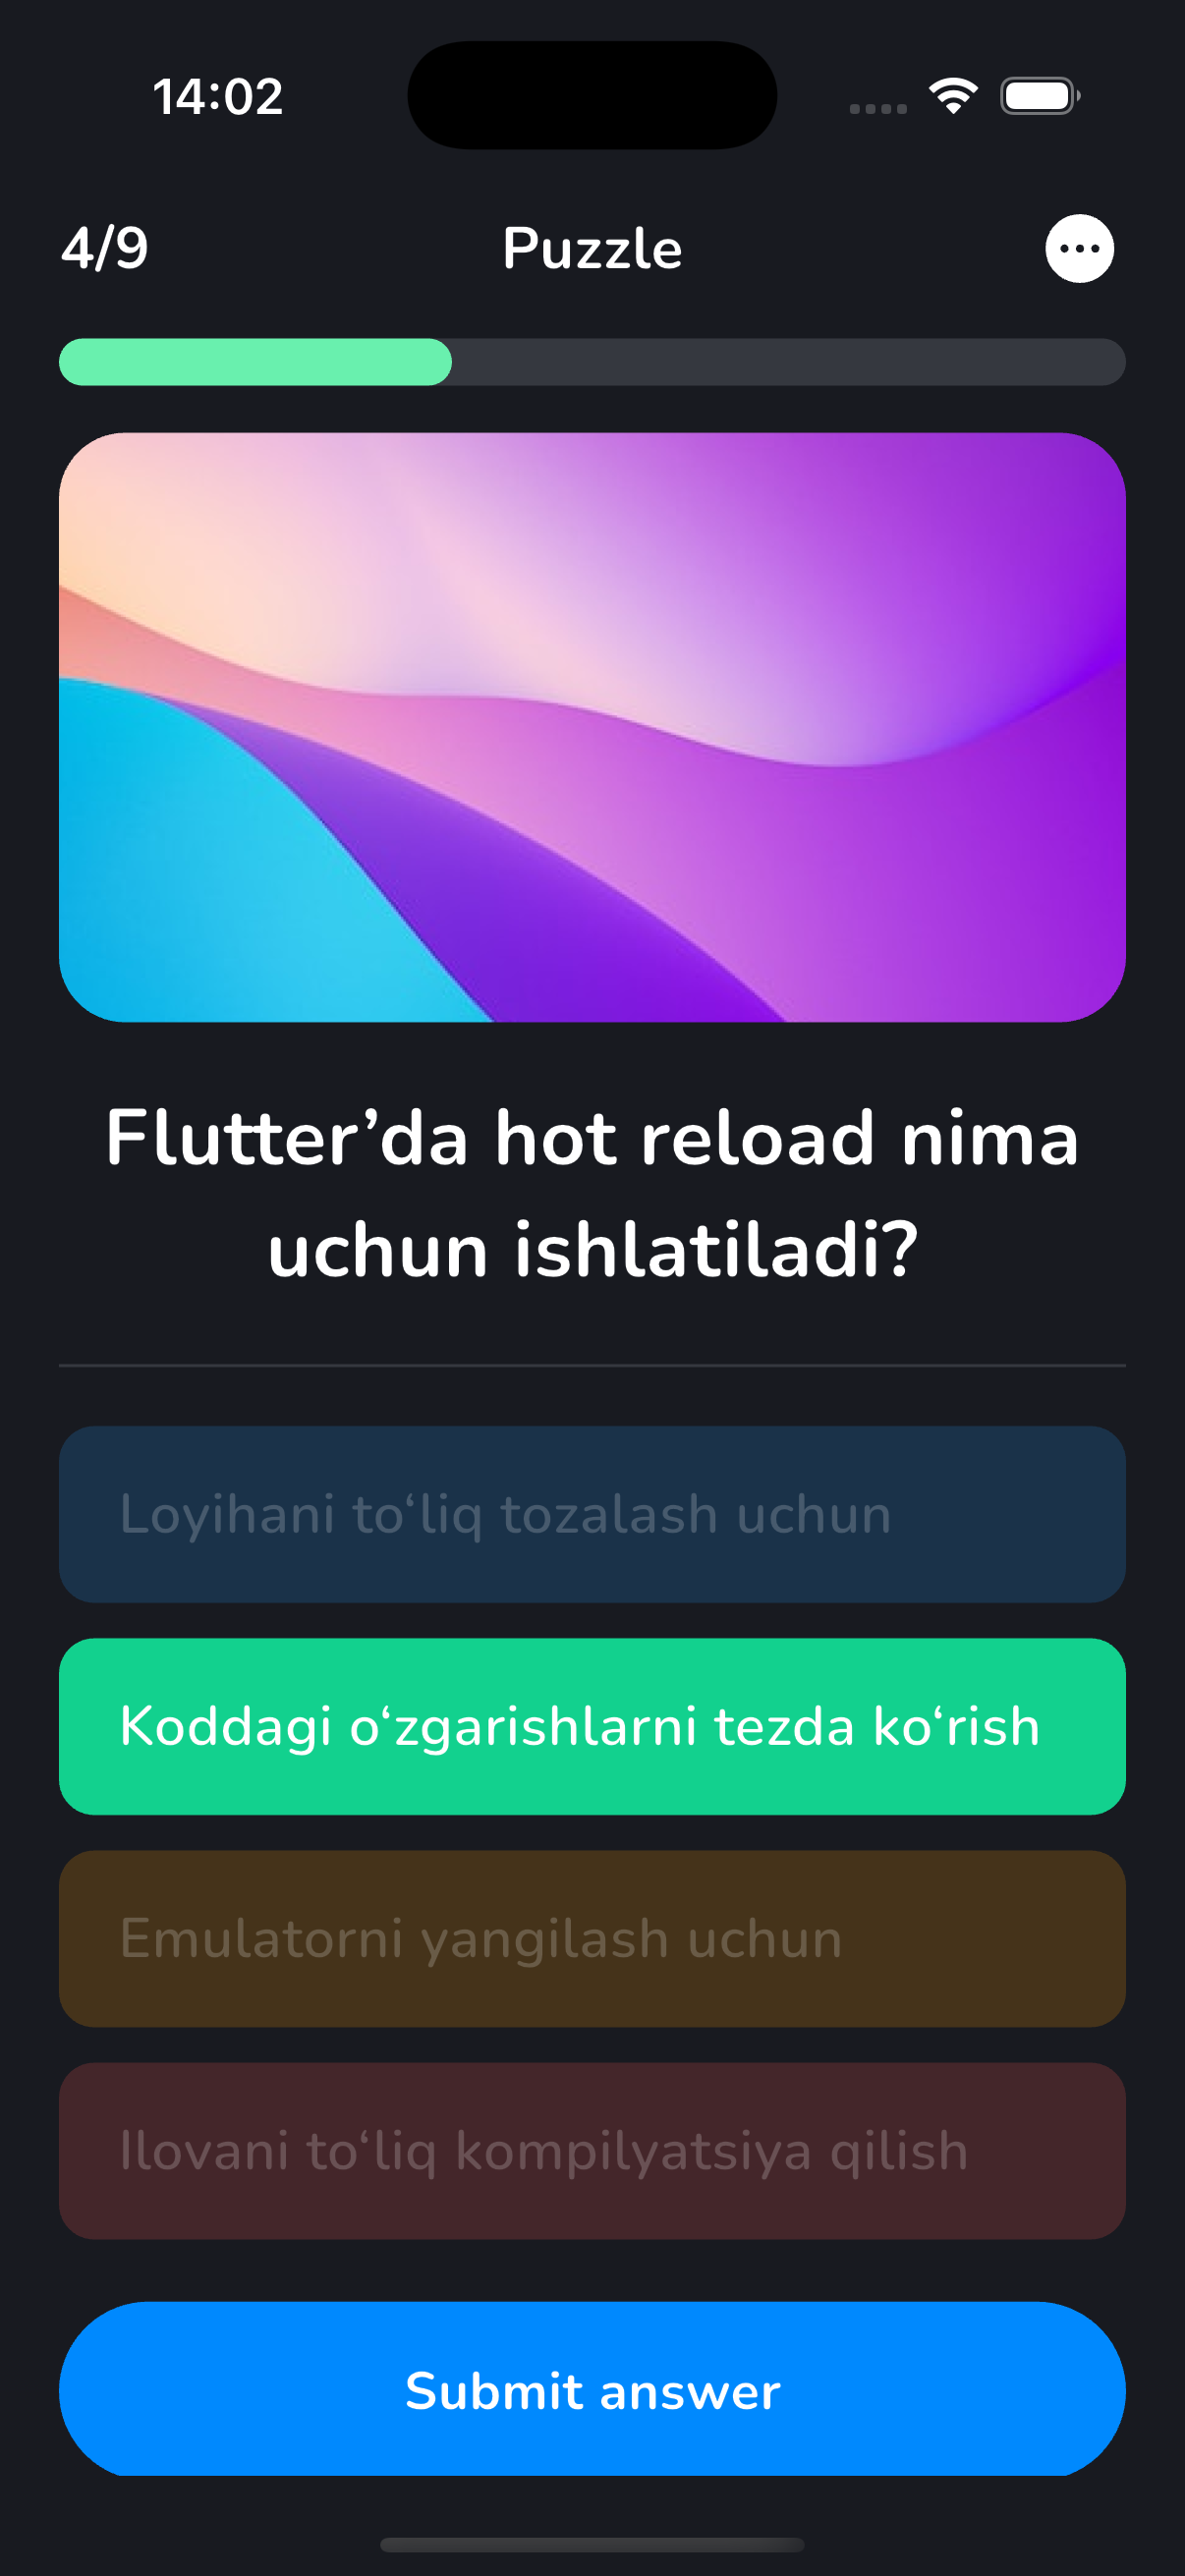 14:02
4/9
Puzzle
Flutter’da hot reload nima
uchun ishlatiladi?
Loyihani to‘liq tozalash uchun
Koddagi o‘zgarishlarni tezda ko‘rish
Emulatorni yangilash uchun
Ilovani to‘liq kompilyatsiya qilish
Submit answer